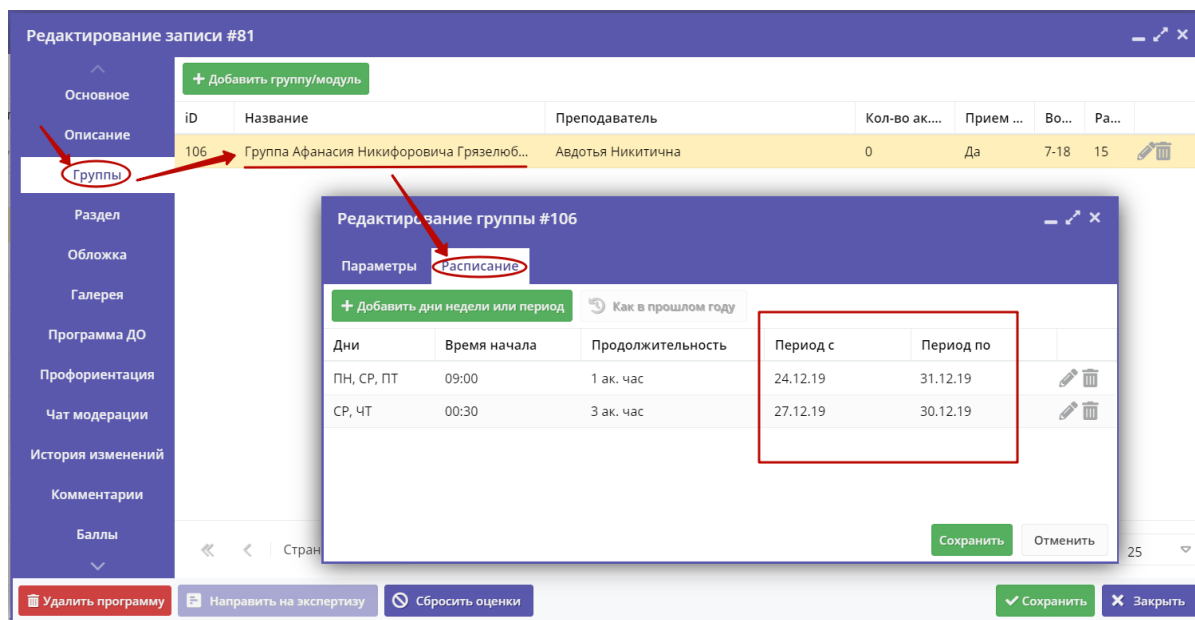 Редактирование записи #81
Основное
Описание
Группы
Раздел
Обложка
Галерея
Программа ДО
Профориентация
Чат модерации
История изменений
Комментарии
Баллы
Добавить группу/модуль
iD Название Преподаватель Кол-во ак.... Прием ... Во... Ра...
106 Группа Афанасия Никифоровича Грязелюб... Авдотья Никитична 0 Да 7-18 15
Редактирование группы #106
Параметры Расписание
Добавить дни недели или период Как в прошлом году
Дни Время начала Продолжительность Период с Период по
ПН, СР, ПТ 09:00 1 ак. час 24.12.19 31.12.19
СР, ЧТ 00:30 3 ак. час 27.12.19 30.12.19
Сохранить Отменить
Стран 25
Удалить программу Направить на экспертизу Сбросить оценки Сохранить Закрыть